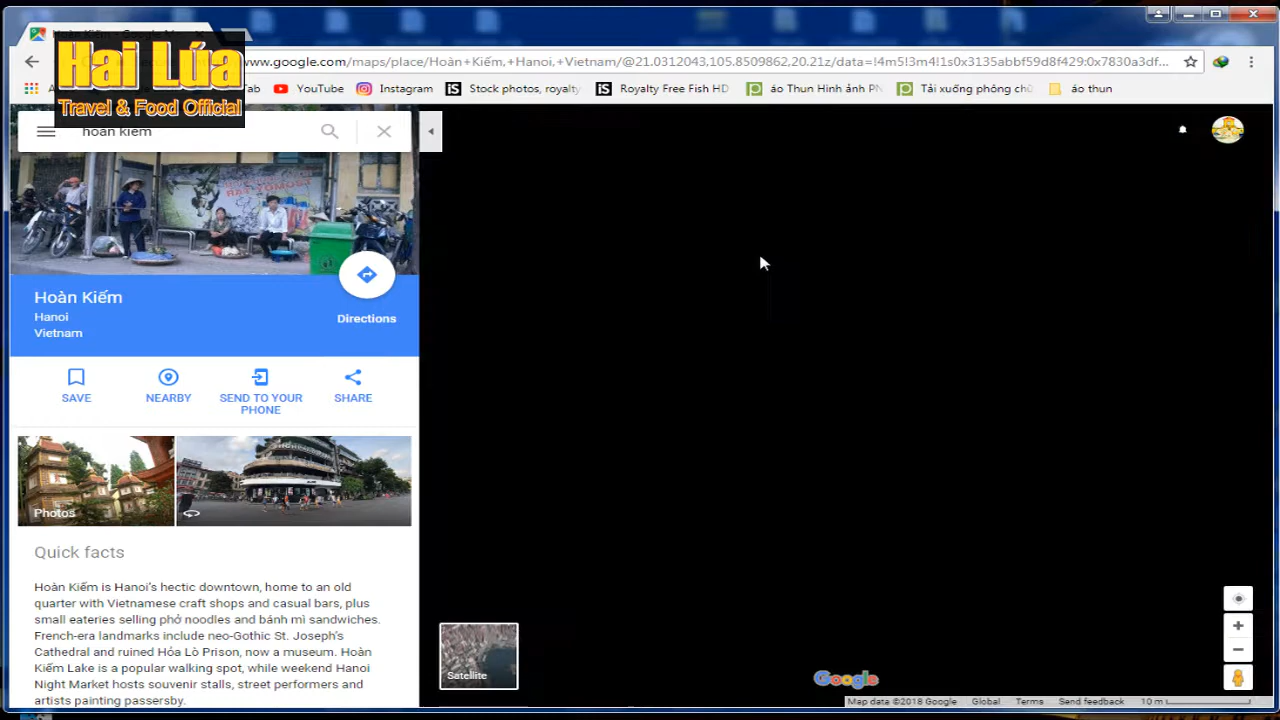 Hai Lúa
Travel & Food Official
www.google.com/maps/place/Hoàn+Kiếm,+Hanoi,+Vietnam/@21.0312043,105.8509862,20.21z/data=!4m5!3m4!1s0x3135abbf59d8f429:0x7830a3df...
Tab
YouTube
Instagram
Stock photos, royalty
Royalty Free Fish HD
áo Thun Hình ảnh PN
Tải xuống phông chữ
áo thun
hoàn kiếm
Hoàn Kiếm
Hanoi
Vietnam
Directions
SAVE
NEARBY
SEND TO YOUR
PHONE
SHARE
Photos
Quick facts
Hoàn Kiếm is Hanoi's hectic downtown, home to an old
quarter with Vietnamese craft shops and casual bars, plus
small eateries selling phở noodles and bánh mì sandwiches.
French-era landmarks include neo-Gothic St. Joseph's
Cathedral and ruined Hỏa Lò Prison, now a museum. Hoàn
Kiếm Lake is a popular walking spot, while weekend Hanoi
Night Market hosts souvenir stalls, street performers and
artists painting passersby.
Satellite
Google
Map data ©2018 Google
Global
Terms
Send feedback
10 m